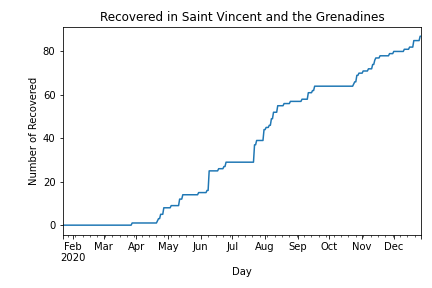 Recovered in Saint Vincent and the Grenadines
Number of Recovered
80
60
40
20
0
Feb Mar Apr May Jun Jul Aug Sep Oct Nov Dec
2020
Day